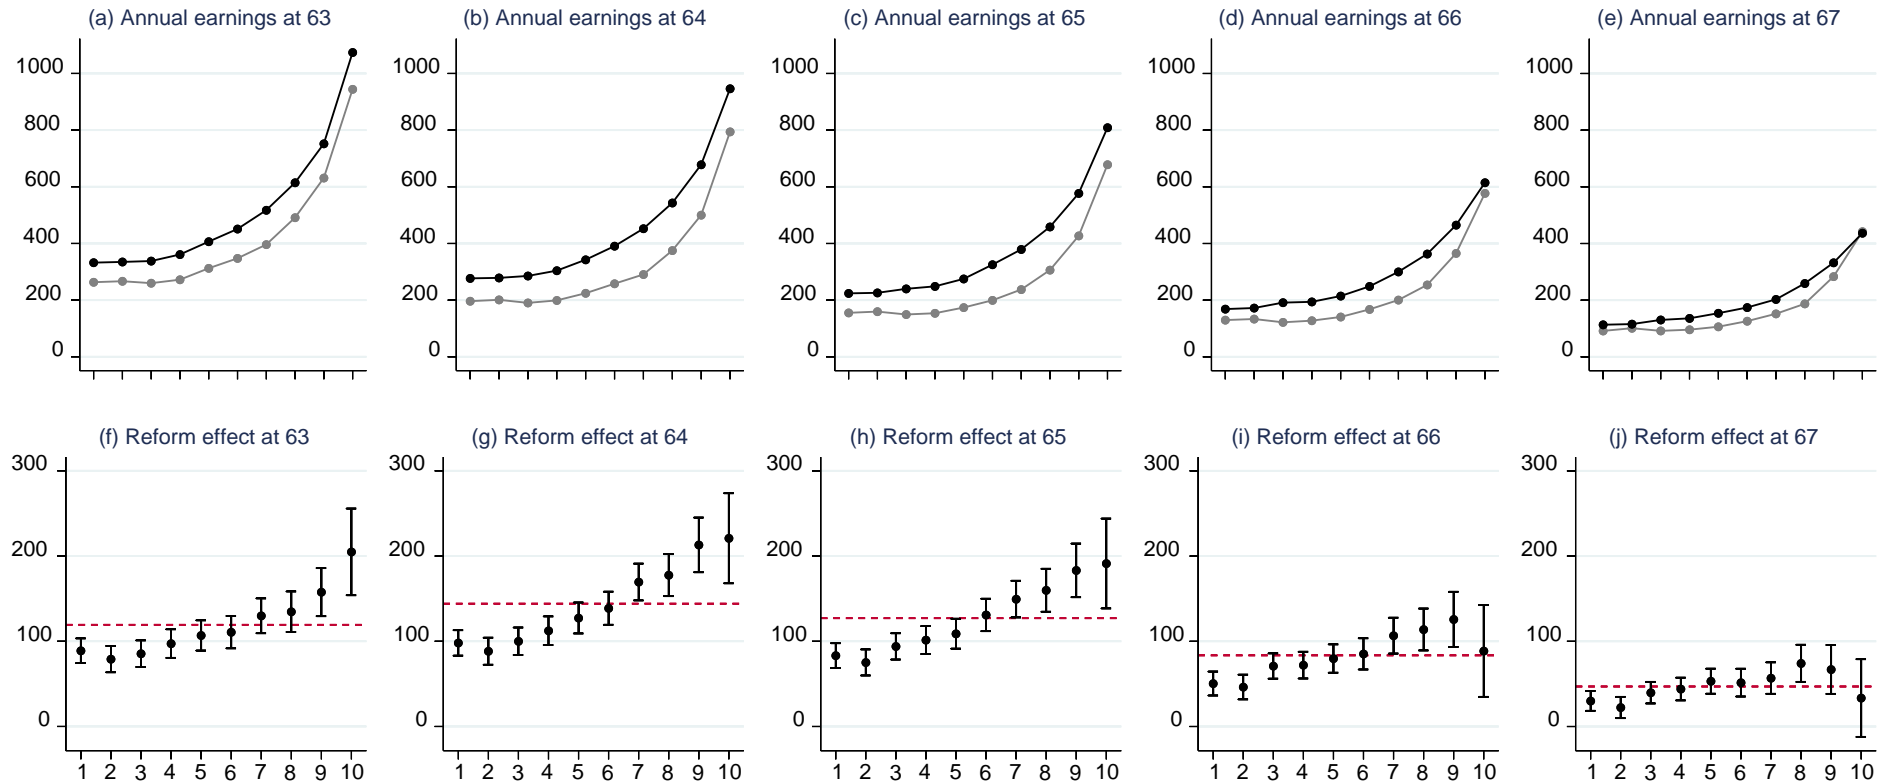 (a) Annual earnings at 63
(b) Annual earnings at 64
(c) Annual earnings at 65
(d) Annual earnings at 66
(e) Annual earnings at 67
1000 1000 1000 1000 1000
800 800 800 800 800
600 600 600 600 600
400 400 400 400 400
200 200 200 200 200
0 0 0 0 0
(f) Reform effect at 63
(g) Reform effect at 64
(h) Reform effect at 65
(i) Reform effect at 66
(j) Reform effect at 67
300 300 300 300 300
200 200 200 200 200
100 100 100 100 100
0 0 0 0 0
1 2 3 4 5 6 7 8 9 10
1 2 3 4 5 6 7 8 9 10
1 2 3 4 5 6 7 8 9 10
1 2 3 4 5 6 7 8 9 10
1 2 3 4 5 6 7 8 9 10